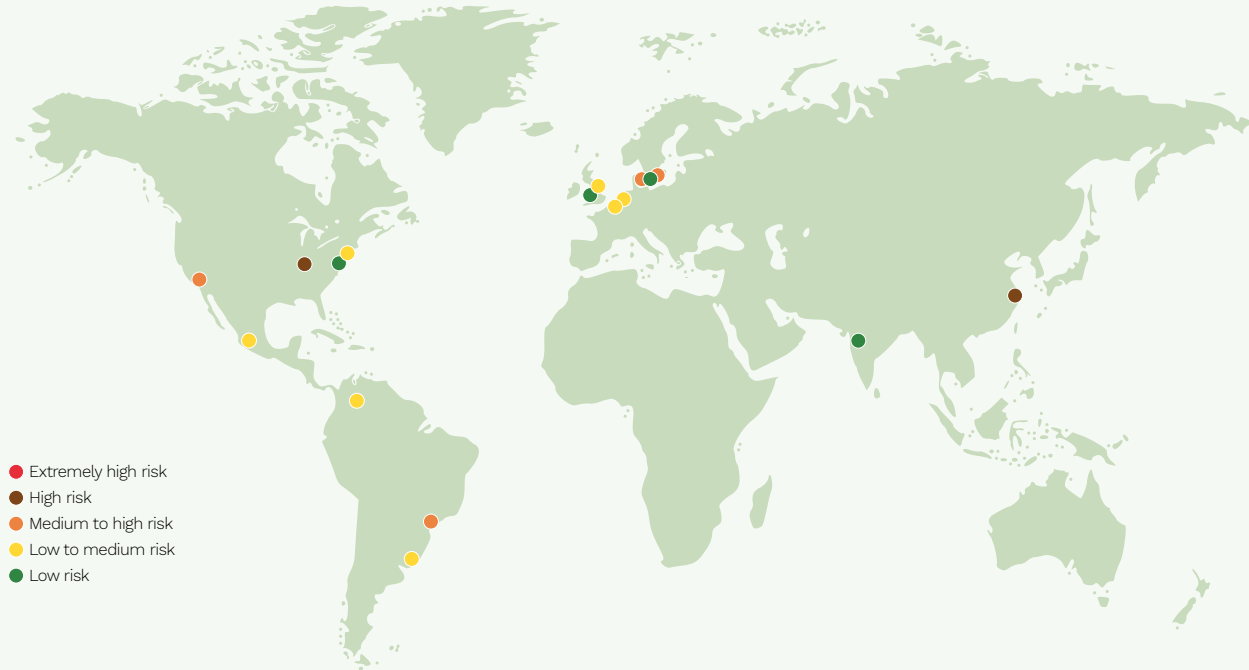 Extremely high risk
High risk
Medium to high risk
Low to medium risk
Low risk